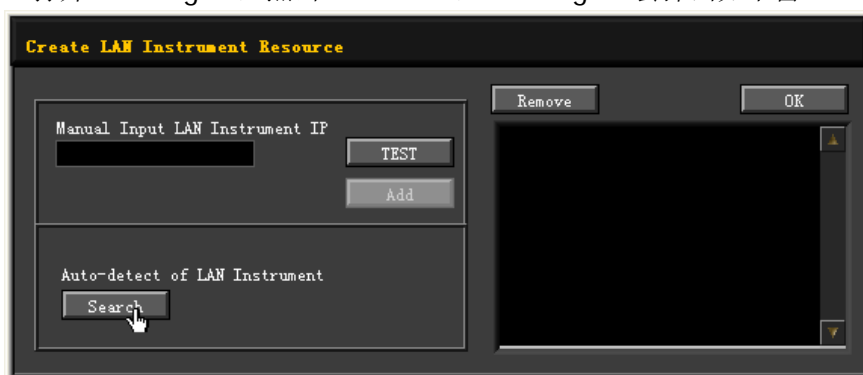 Create LAN Instrument Resource
Remove
OK
Manual Input LAN Instrument IP
TEST
Add
Auto-detect of LAN Instrument
Search